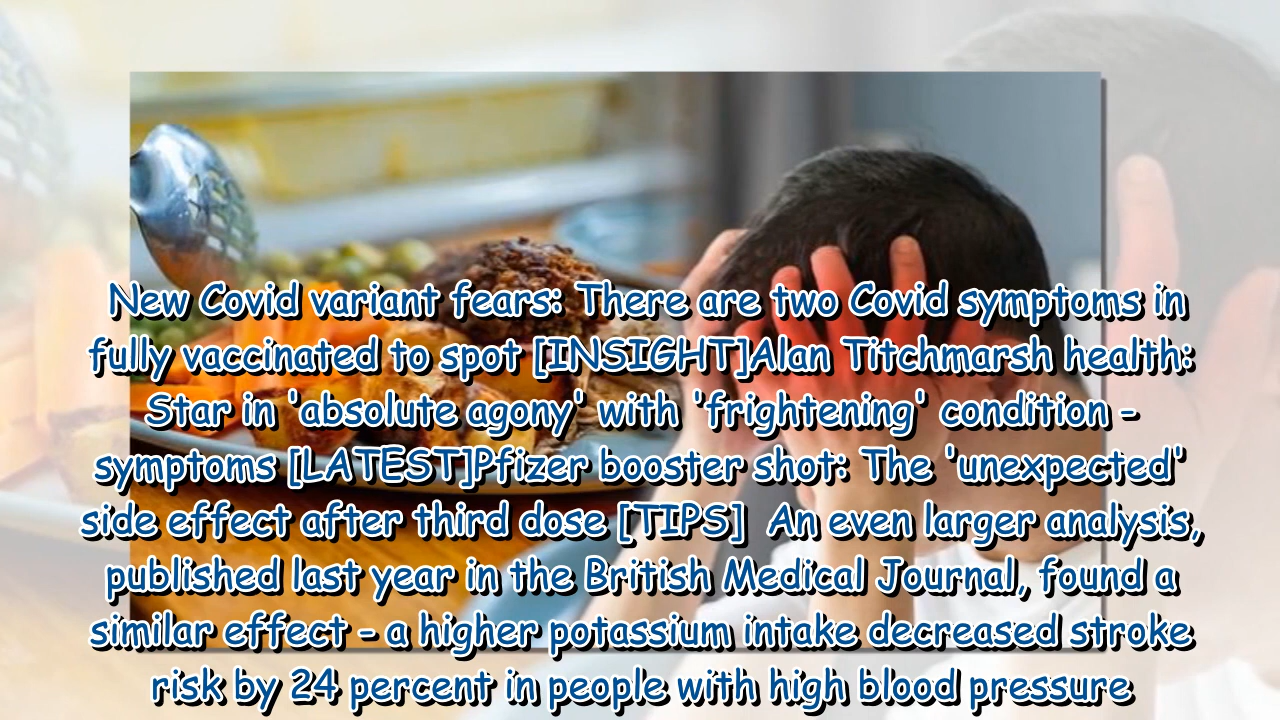 New Covid variant fears: There are two Covid symptoms in
fully vaccinated to spot [INSIGHT]Alan Titchmarsh health:
Star in 'absolute agony' with 'frightening' condition -
symptoms [LATEST]Pfizer booster shot: The 'unexpected'
side effect after third dose [TIPS]  An even larger analysis,
published last year in the British Medical Journal, found a
similar effect - a higher potassium intake decreased stroke
risk by 24 percent in people with high blood pressure